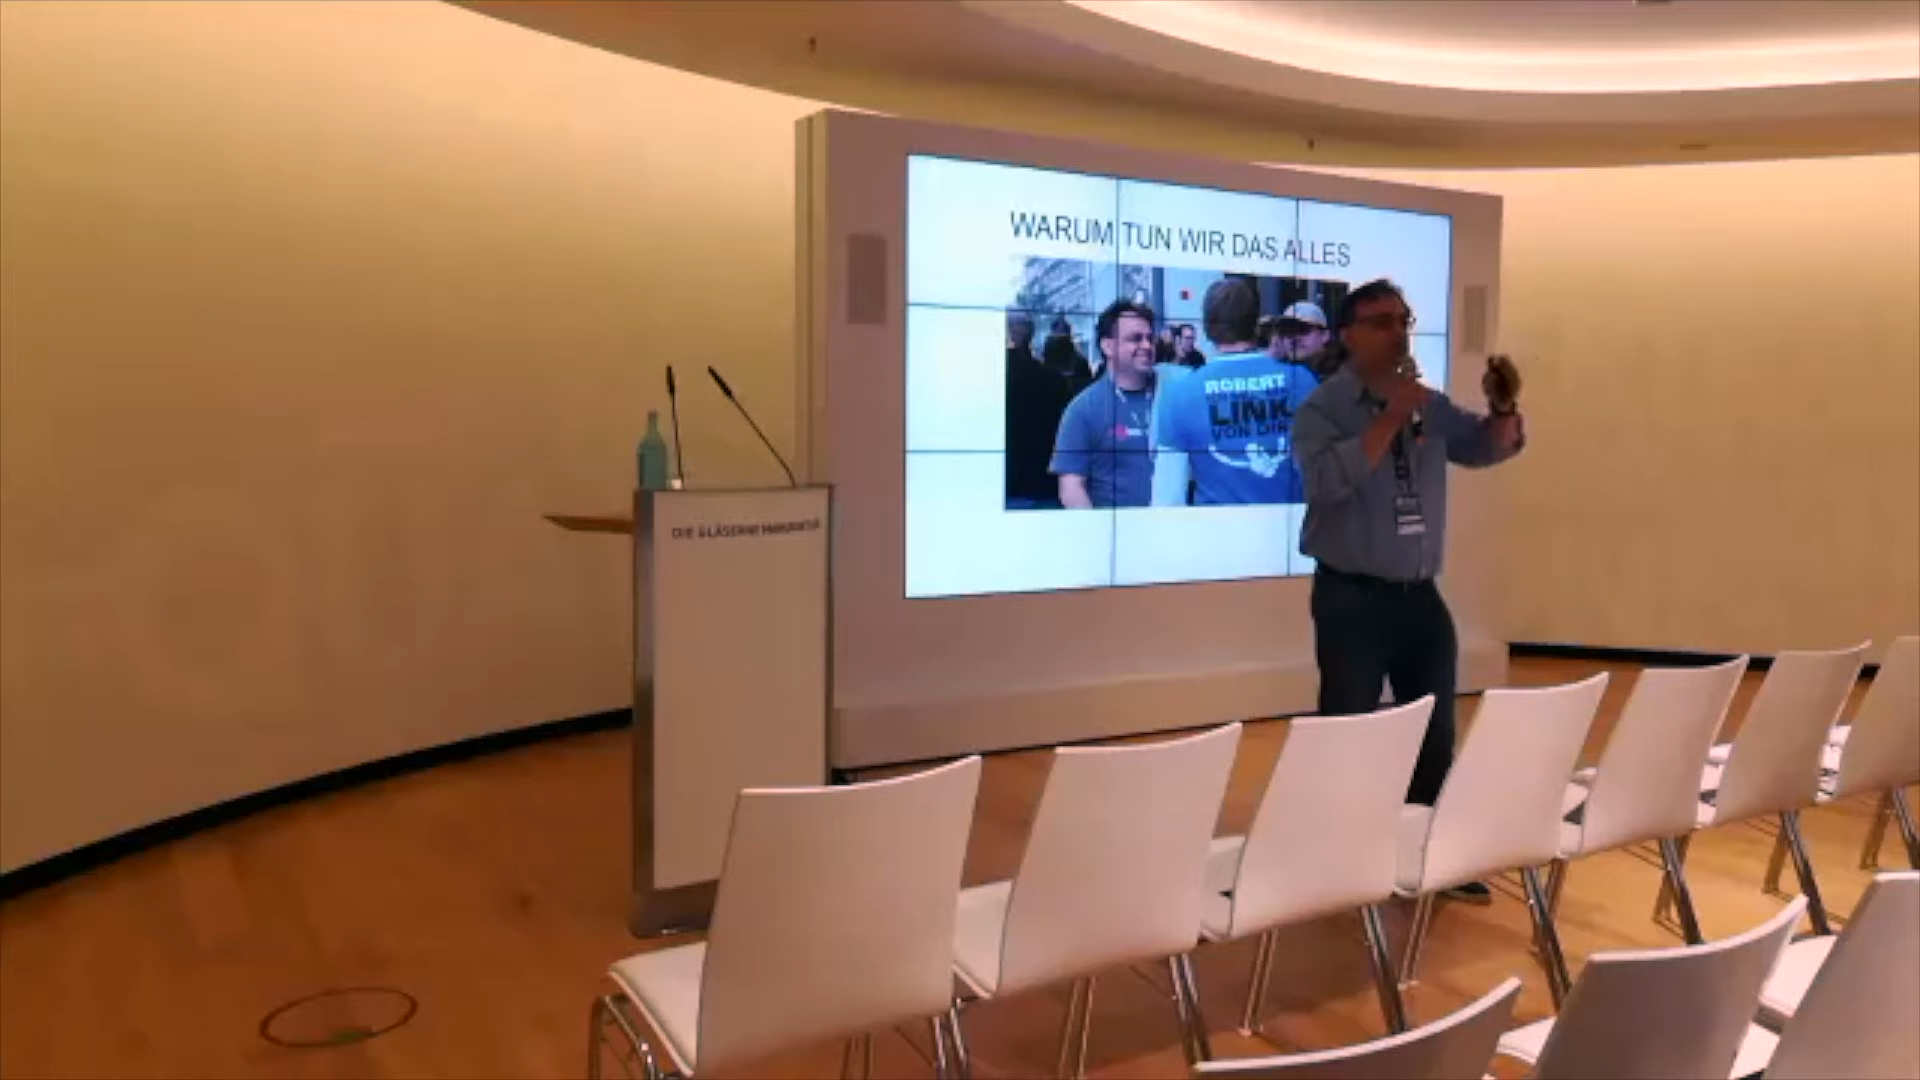 WARUM TUN WIR DAS ALLES
ROBERT
LINK
VON DIR
DIE GLÄSERNE MANUFAKTUR